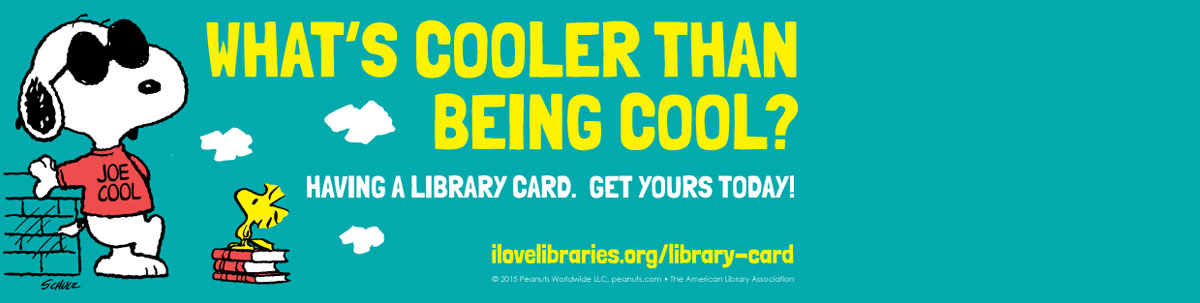 WHAT'S COOLER THAN
BEING COOL?
JOE
COOL
HAVING A LIBRARY CARD. GET YOURS TODAY!
ilovelibraries.org/library-card
© 2015 Peanuts Worldwide LLC, peanuts.com • The American Library Association
SCHULZ